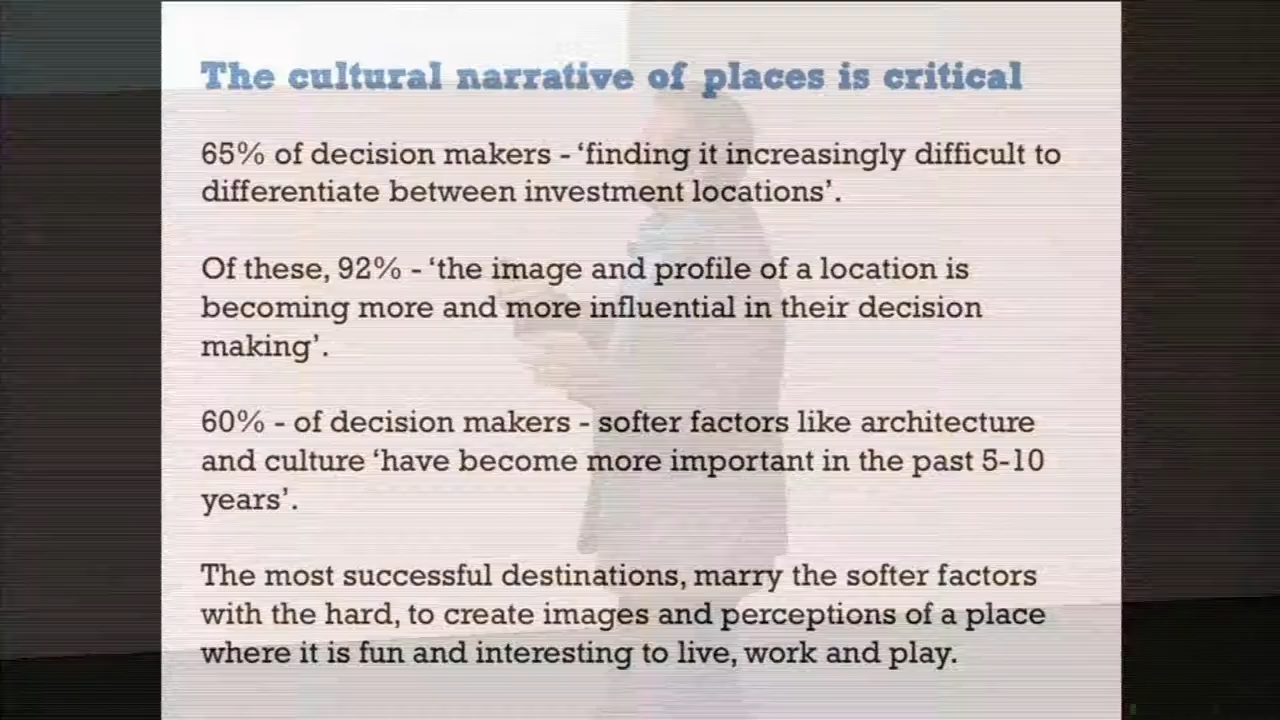 The cultural narrative of places is critical
65% of decision makers - ‘finding it increasingly difficult to
differentiate between investment locations’.
Of these, 92% - ‘the image and profile of a location is
becoming more and more influential in their decision
making’.
60% - of decision makers - softer factors like architecture
and culture ‘have become more important in the past 5-10
years’.
The most successful destinations, marry the softer factors
with the hard, to create images and perceptions of a place
where it is fun and interesting to live, work and play.